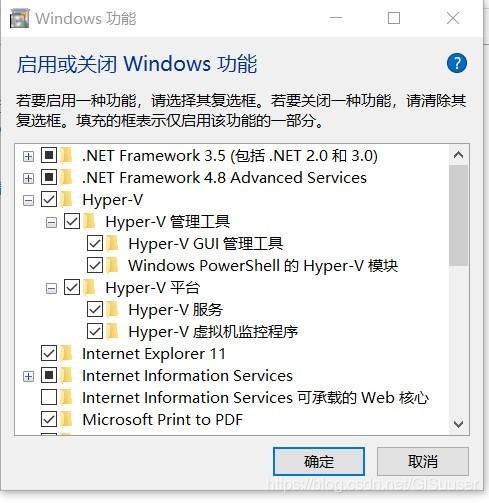 Windows 功能
启用或关闭 Windows 功能
?
若要启用一种功能，请选择其复选框。若要关闭一种功能，请清除其
复选框。填充的框表示仅启用该功能的一部分。
.NET Framework 3.5 (包括 .NET 2.0 和 3.0)
.NET Framework 4.8 Advanced Services
Hyper-V
Hyper-V 管理工具
Hyper-V GUI 管理工具
Windows PowerShell 的 Hyper-V 模块
Hyper-V 平台
Hyper-V 服务
Hyper-V 虚拟机监控程序
Internet Explorer 11
Internet Information Services
Internet Information Services 可承载的 Web 核心
Microsoft Print to PDF
确定
取消
https://blog.csdn.net/GISuuser